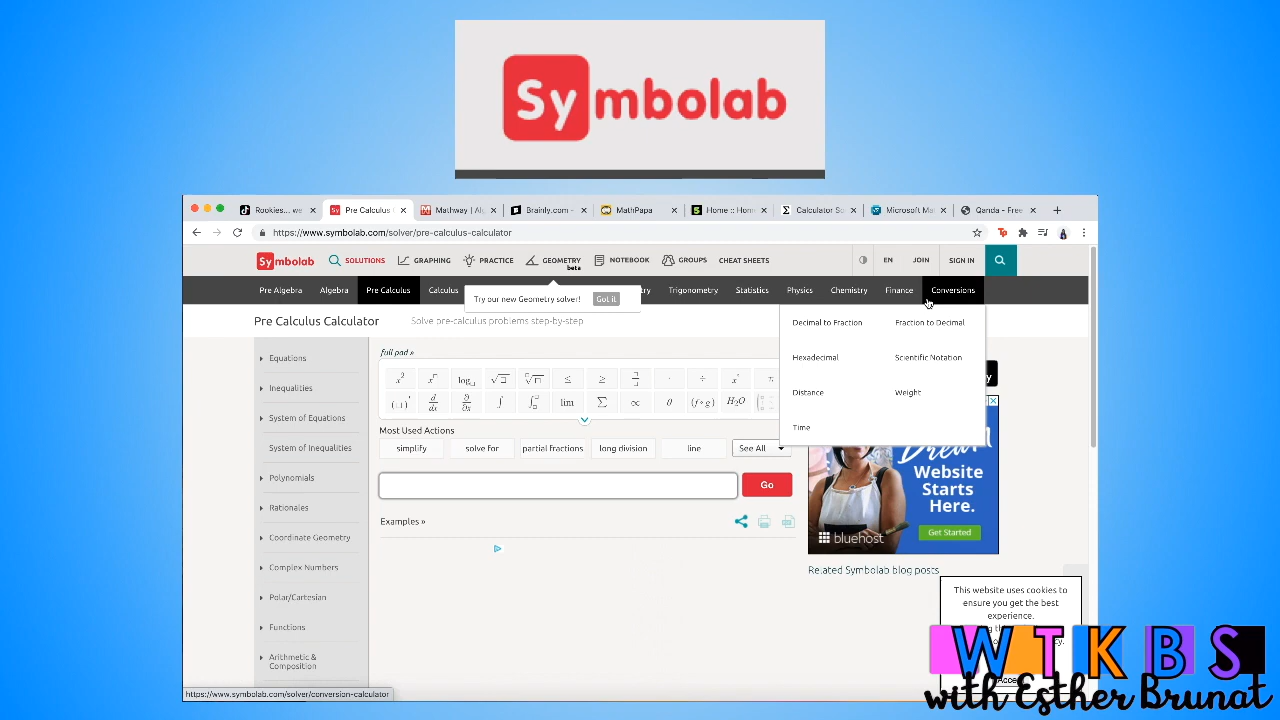 Symbolab
Rookies... we
Pre Calculus
Mathway | Al
Brainly.com -
MathPapa
Home :: Hom
Calculator So
Microsoft Ma
Qanda - Free
https://www.symbolab.com/solver/pre-calculus-calculator
Symbolab SOLUTIONS GRAPHING PRACTICE GEOMETRY beta NOTEBOOK GROUPS CHEAT SHEETS EN JOIN SIGN IN
Pre Algebra Algebra Pre Calculus Calculus Trigonometry Statistics Physics Chemistry Finance Conversions
Try our new Geometry solver! Got it
Pre Calculus Calculator Solve pre-calculus problems step-by-step
Decimal to Fraction Fraction to Decimal
Hexadecimal Scientific Notation
Distance Weight
Time
Equations
Inequalities
System of Equations
System of Inequalities
Polynomials
Rationales
Coordinate Geometry
Complex Numbers
Polar/Cartesian
Functions
Arithmetic &
Composition
full pad »
x² x□ log□ √□ □√□ ≤ ≥ □/□ · ÷ x° π
(□)' d/dx ∂/∂x ∫ ∫□□ lim ∑ ∞ θ (f∘g) H₂O
Most Used Actions
simplify solve for partial fractions long division line See All
Go
Examples »
Dream
Website
Starts
Here.
bluehost Get Started
Related Symbolab blog posts
This website uses cookies to
ensure you get the best
experience.
https://www.symbolab.com/solver/conversion-calculator
WTKBS
with Esther Brunat